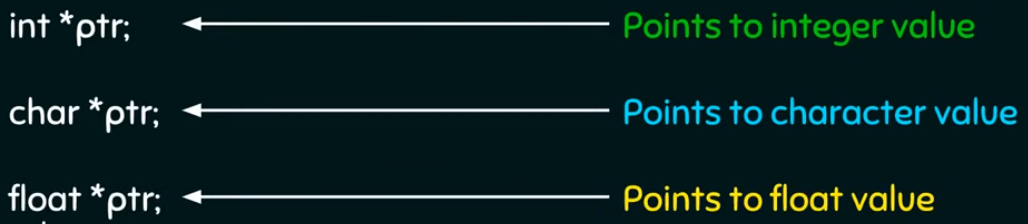 int *ptr; Points to integer value
char *ptr; Points to character value
float *ptr; Points to float value